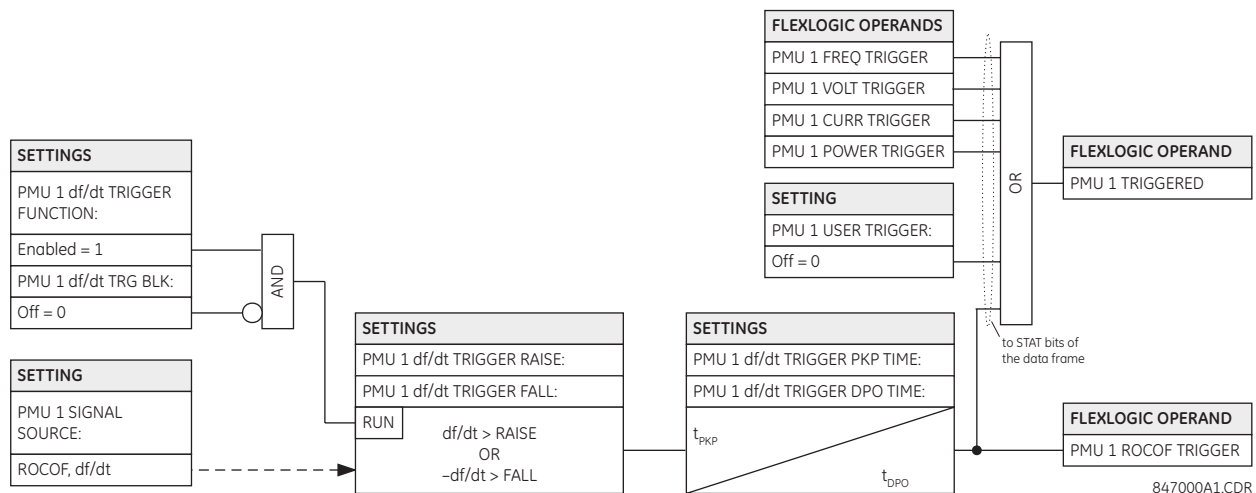 FLEXLOGIC OPERANDS
PMU 1 FREQ TRIGGER
PMU 1 VOLT TRIGGER
PMU 1 CURR TRIGGER
PMU 1 POWER TRIGGER
SETTING
PMU 1 USER TRIGGER:
Off = 0
OR
to STAT bits of
the data frame
FLEXLOGIC OPERAND
PMU 1 TRIGGERED
SETTINGS
PMU 1 df/dt TRIGGER
FUNCTION:
Enabled = 1
PMU 1 df/dt TRG BLK:
Off = 0
AND
SETTING
PMU 1 SIGNAL
SOURCE:
ROCOF, df/dt
SETTINGS
PMU 1 df/dt TRIGGER RAISE:
PMU 1 df/dt TRIGGER FALL:
RUN
df/dt > RAISE
OR
–df/dt > FALL
SETTINGS
PMU 1 df/dt TRIGGER PKP TIME:
PMU 1 df/dt TRIGGER DPO TIME:
tPKP
tDPO
FLEXLOGIC OPERAND
PMU 1 ROCOF TRIGGER
847000A1.CDR